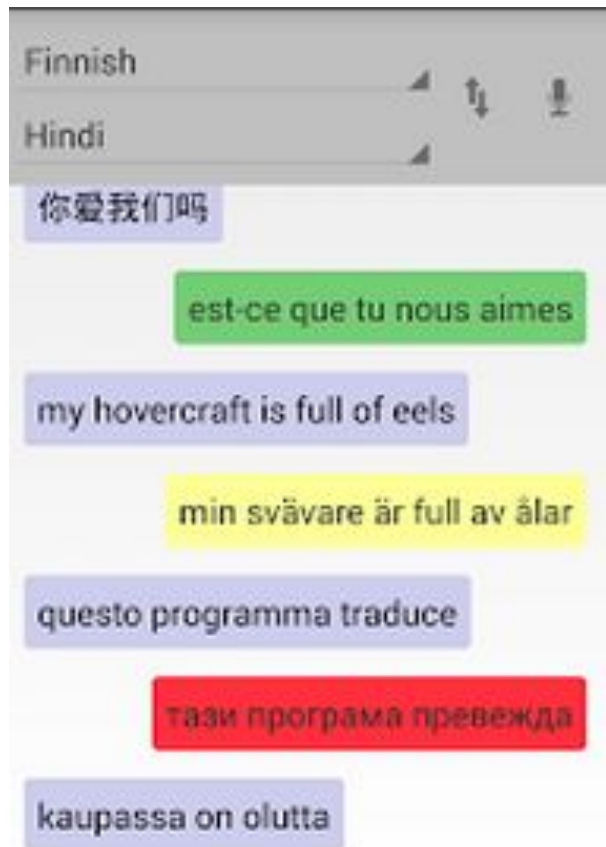 Finnish
Hindi
你爱我们吗
est-ce que tu nous aimes
my hovercraft is full of eels
min svävare är full av ålar
questo programma traduce
тази програма превежда
kaupassa on olutta